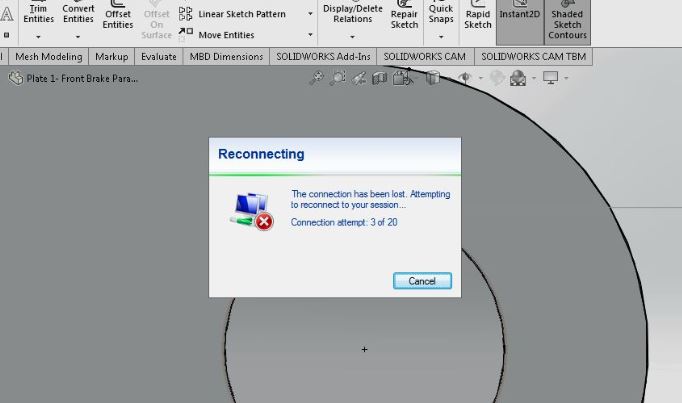 Trim Entities
Convert Entities
Offset Entities
Offset On Surface
Linear Sketch Pattern
Move Entities
Display/Delete Relations
Repair Sketch
Quick Snaps
Rapid Sketch
Instant2D
Shaded Sketch Contours
Mesh Modeling
Markup
Evaluate
MBD Dimensions
SOLIDWORKS Add-Ins
SOLIDWORKS CAM
SOLIDWORKS CAM TBM
Plate 1- Front Brake Para...
Reconnecting
The connection has been lost. Attempting
to reconnect to your session...
Connection attempt: 3 of 20
Cancel